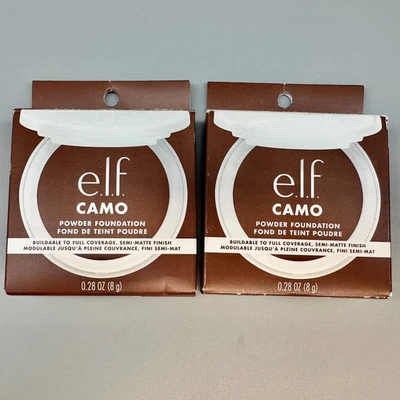 e.l.f.
CAMO
POWDER FOUNDATION
FOND DE TEINT POUDRE
BUILDABLE TO FULL COVERAGE, SEMI-MATTE FINISH
MODULABLE JUSQU'À PLEINE COUVRANCE, FINI SEMI-MAT
0.28 OZ (8 g)
e.l.f.
CAMO
POWDER FOUNDATION
FOND DE TEINT POUDRE
BUILDABLE TO FULL COVERAGE, SEMI-MATTE FINISH
MODULABLE JUSQU'À PLEINE COUVRANCE, FINI SEMI-MAT
0.28 OZ (8 g)